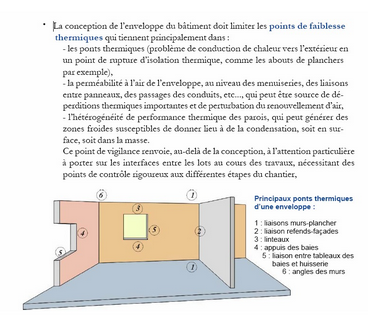 • La conception de l'enveloppe du bâtiment doit limiter les points de faiblesse
thermiques qui tiennent principalement dans :
- les ponts thermiques (problème de conduction de chaleur vers l'extérieur en
un point de rupture d'isolation thermique, comme les abouts de planchers
par exemple),
- la perméabilité à l'air de l'enveloppe, au niveau des menuiseries, des liaisons
entre panneaux, des passages des conduits, etc..., qui peut être source de dé-
perditions thermiques importantes et de perturbation du renouvellement d'air,
- l'hétérogénéité de performance thermique des parois, qui peut générer des
zones froides susceptibles de donner lieu à de la condensation, soit en sur-
face, soit dans la masse.
Ce point de vigilance renvoie, au-delà de la conception, à l'attention particulière
à porter sur les interfaces entre les lots au cours des travaux, nécessitant des
points de contrôle rigoureux aux différentes étapes du chantier,
6
1
3
5
4
4
2
5
1
Principaux ponts thermiques
d'une enveloppe :
1 : liaisons murs-plancher
2 : liaison refends-façades
3 : linteaux
4 : appuis des baies
5 : liaison entre tableaux des
baies et huisserie
6 : angles des murs